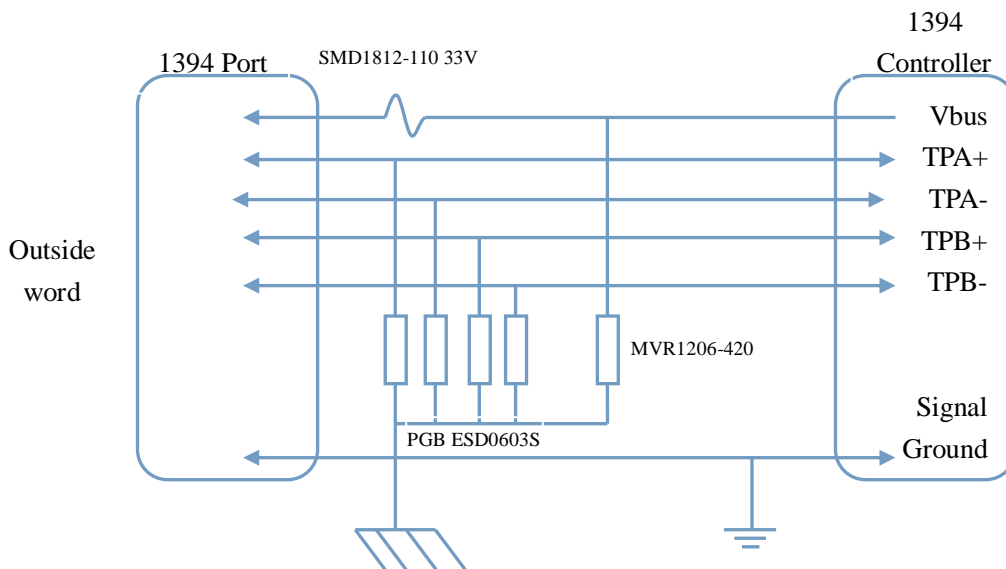 1394 Port
SMD1812-110 33V
1394
Controller
Vbus
TPA+
TPA-
TPB+
TPB-
Outside
word
MVR1206-420
PGB ESD0603S
Signal
Ground